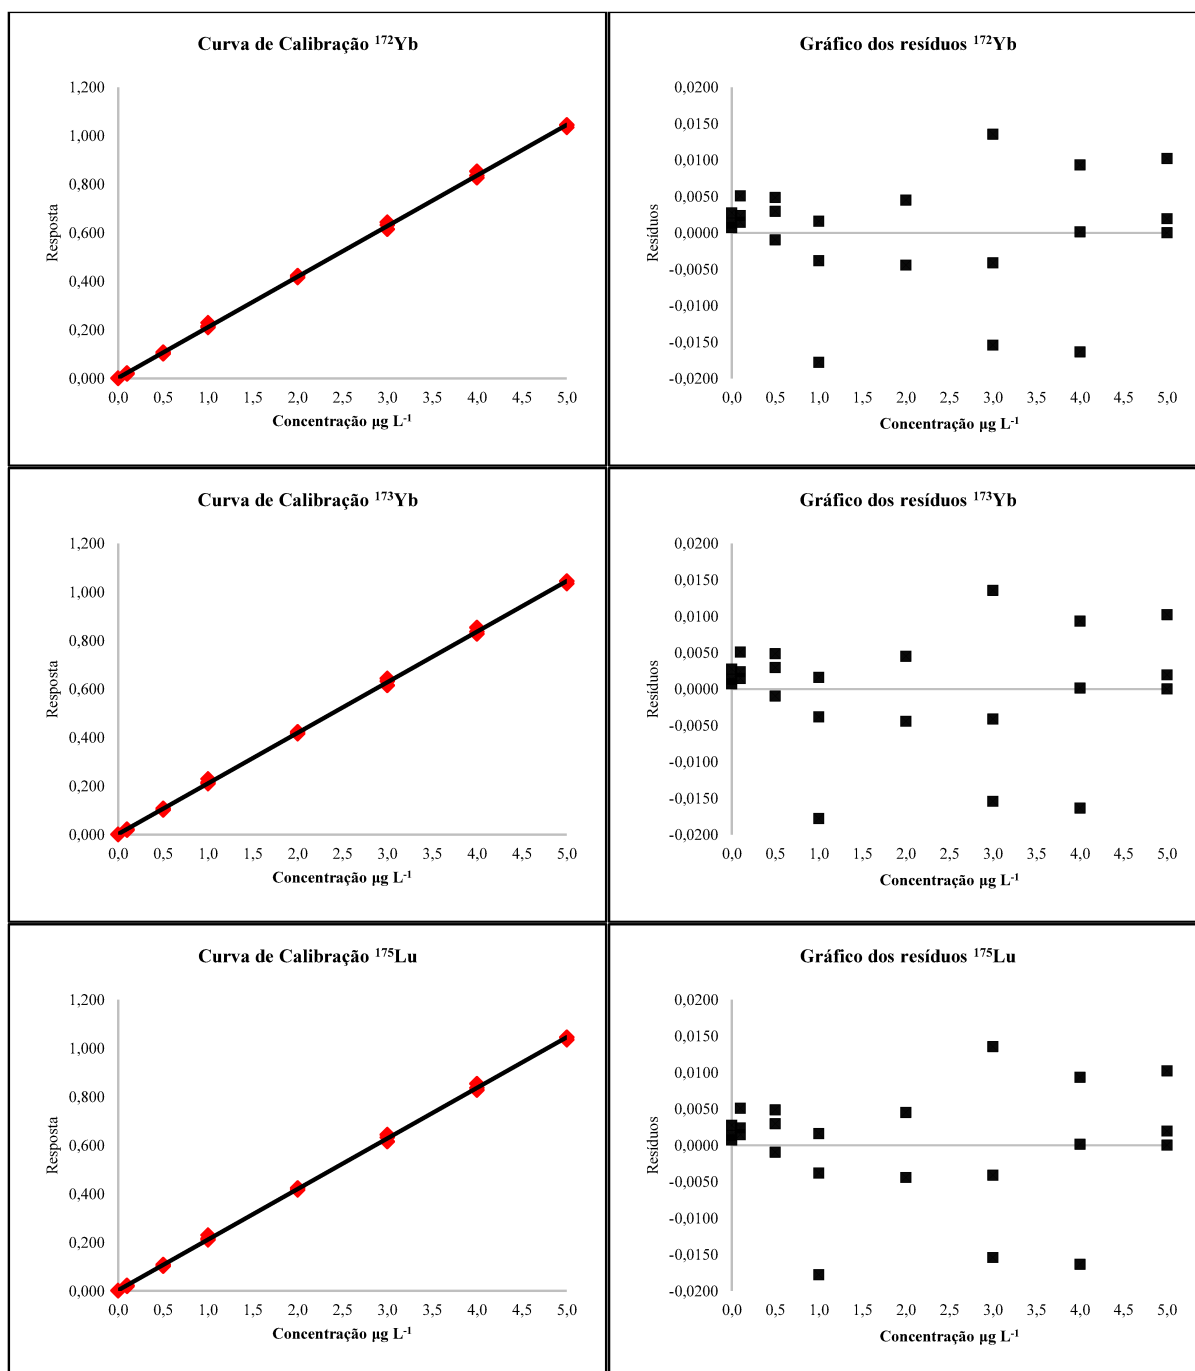 Curva de Calibração ¹⁷²Yb
Resposta
1,200
1,000
0,800
0,600
0,400
0,200
0,000
0,0 0,5 1,0 1,5 2,0 2,5 3,0 3,5 4,0 4,5 5,0
Concentração µg L⁻¹
Gráfico dos resíduos ¹⁷²Yb
Resíduos
0,0200
0,0150
0,0100
0,0050
0,0000
-0,0050
-0,0100
-0,0150
-0,0200
0,0 0,5 1,0 1,5 2,0 2,5 3,0 3,5 4,0 4,5 5,0
Concentração µg L⁻¹
Curva de Calibração ¹⁷³Yb
Resposta
1,200
1,000
0,800
0,600
0,400
0,200
0,000
0,0 0,5 1,0 1,5 2,0 2,5 3,0 3,5 4,0 4,5 5,0
Concentração µg L⁻¹
Gráfico dos resíduos ¹⁷³Yb
Resíduos
0,0200
0,0150
0,0100
0,0050
0,0000
-0,0050
-0,0100
-0,0150
-0,0200
0,0 0,5 1,0 1,5 2,0 2,5 3,0 3,5 4,0 4,5 5,0
Concentração µg L⁻¹
Curva de Calibração ¹⁷⁵Lu
Resposta
1,200
1,000
0,800
0,600
0,400
0,200
0,000
0,0 0,5 1,0 1,5 2,0 2,5 3,0 3,5 4,0 4,5 5,0
Concentração µg L⁻¹
Gráfico dos resíduos ¹⁷⁵Lu
Resíduos
0,0200
0,0150
0,0100
0,0050
0,0000
-0,0050
-0,0100
-0,0150
-0,0200
0,0 0,5 1,0 1,5 2,0 2,5 3,0 3,5 4,0 4,5 5,0
Concentração µg L⁻¹